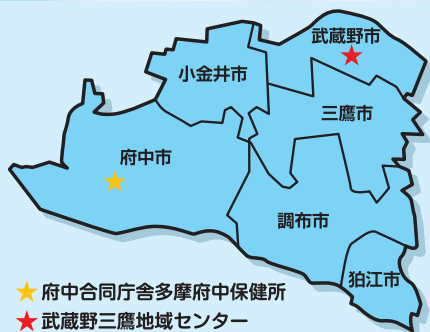 武蔵野市
小金井市
三鷹市
府中市
調布市
狛江市
府中合同庁舎多摩府中保健所
武蔵野三鷹地域センター